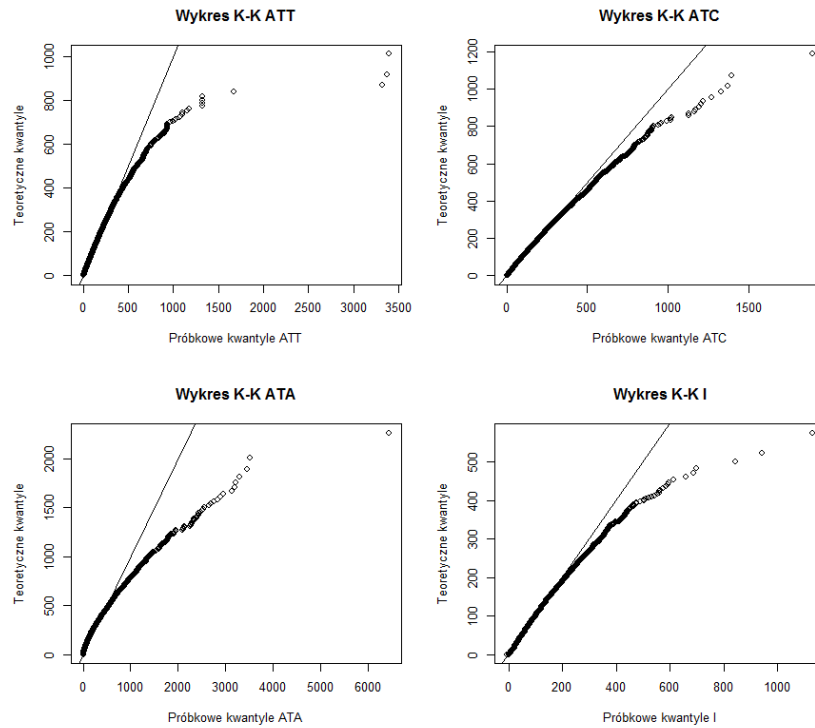 Wykres K-K ATT
Teoretyczne kwantyle
0 200 400 600 800 1000
0 500 1000 1500 2000 2500 3000 3500
Próbkowe kwantyle ATT
Wykres K-K ATC
Teoretyczne kwantyle
0 200 400 600 800 1000 1200
0 500 1000 1500
Próbkowe kwantyle ATC
Wykres K-K ATA
Teoretyczne kwantyle
0 500 1000 1500 2000
0 1000 2000 3000 4000 5000 6000
Próbkowe kwantyle ATA
Wykres K-K I
Teoretyczne kwantyle
0 100 200 300 400 500
0 200 400 600 800 1000
Próbkowe kwantyle I